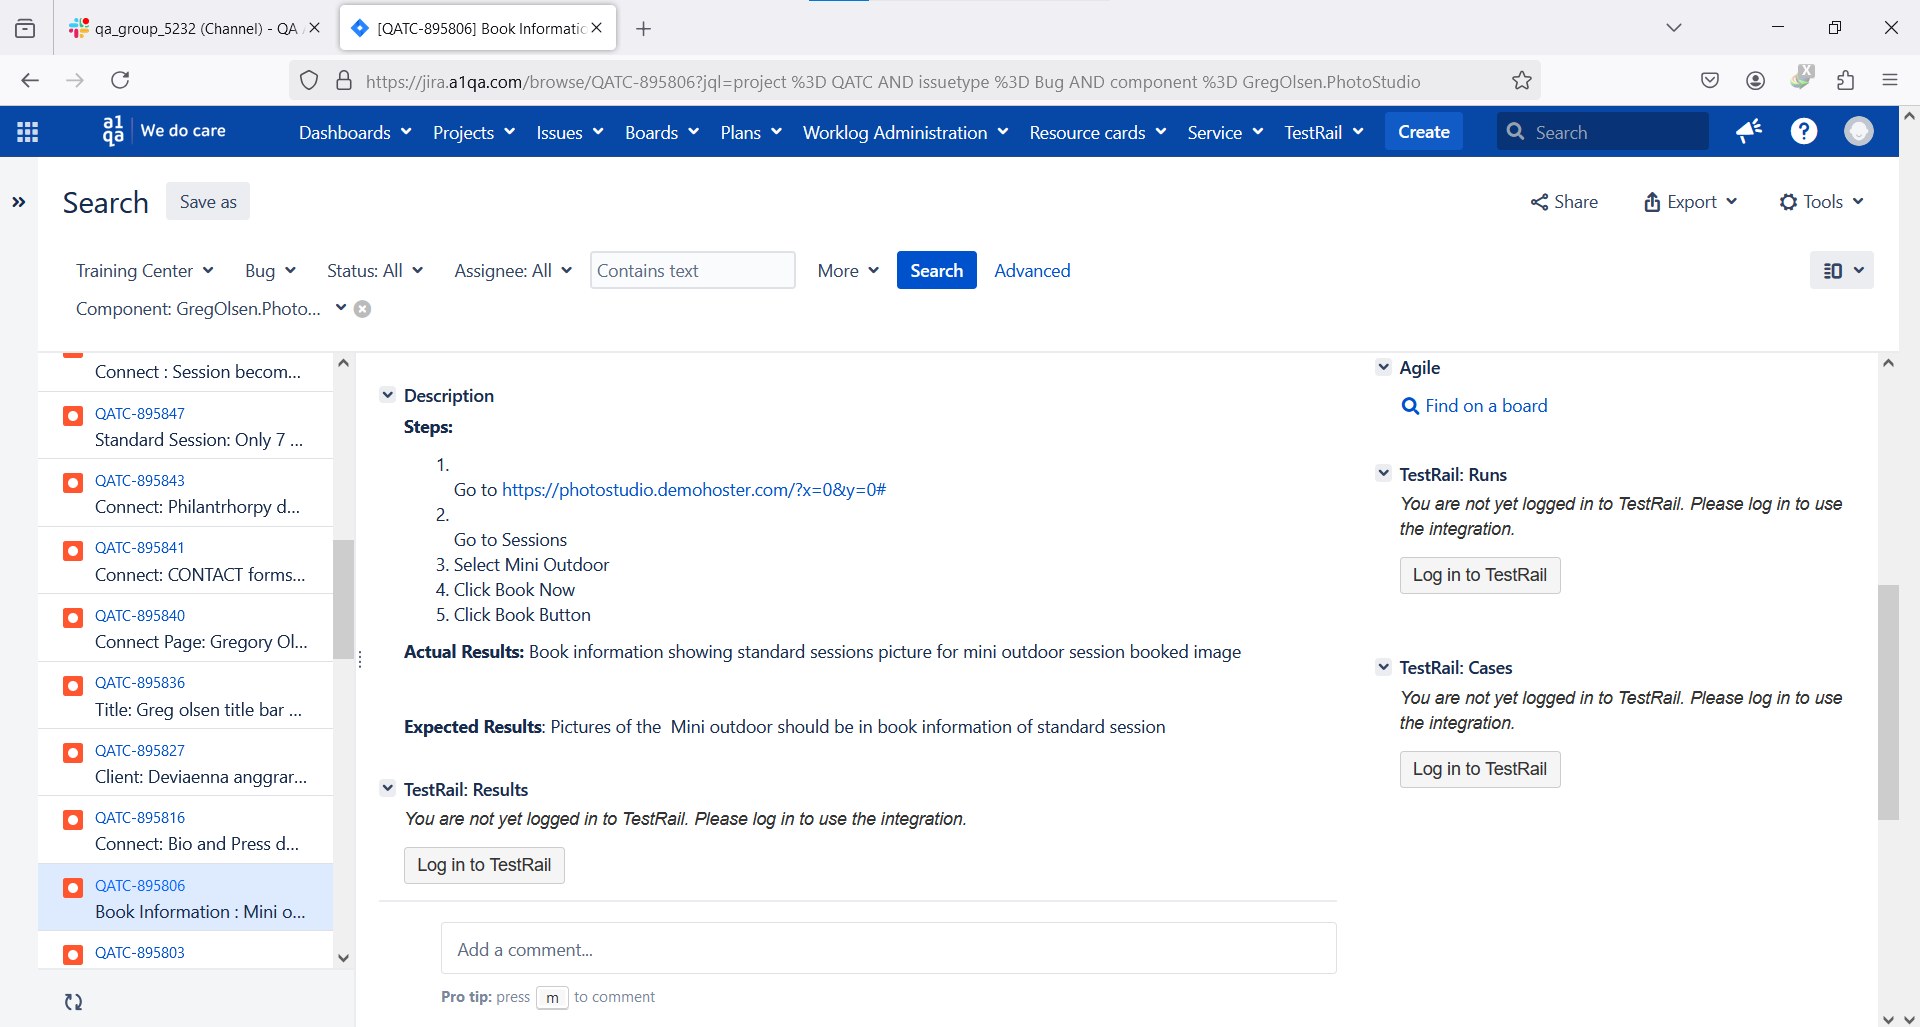 qa_group_5232 (Channel) - QA
[QATC-895806] Book Informatic
https://jira.a1qa.com/browse/QATC-895806?jql=project %3D QATC AND issuetype %3D Bug AND component %3D GregOlsen.PhotoStudio
a1 qa We do care
Dashboards Projects Issues Boards Plans Worklog Administration Resource cards Service TestRail Create Search
Search Save as Share Export Tools
Training Center Bug Status: All Assignee: All Contains text More Search Advanced
Component: GregOlsen.Photo...
Connect : Session becom...
QATC-895847
Standard Session: Only 7 ...
QATC-895843
Connect: Philantrhorpy d...
QATC-895841
Connect: CONTACT forms...
QATC-895840
Connect Page: Gregory Ol...
QATC-895836
Title: Greg olsen title bar ...
QATC-895827
Client: Deviaenna anggrar...
QATC-895816
Connect: Bio and Press d...
QATC-895806
Book Information : Mini o...
QATC-895803
Description
Steps:
1.
Go to https://photostudio.demohoster.com/?x=0&y=0#
2.
Go to Sessions
3. Select Mini Outdoor
4. Click Book Now
5. Click Book Button
Actual Results: Book information showing standard sessions picture for mini outdoor session booked image
Expected Results: Pictures of the  Mini outdoor should be in book information of standard session
TestRail: Results
You are not yet logged in to TestRail. Please log in to use the integration.
Log in to TestRail
Add a comment...
Pro tip: press m to comment
Agile
Find on a board
TestRail: Runs
You are not yet logged in to TestRail. Please log in to use
the integration.
Log in to TestRail
TestRail: Cases
You are not yet logged in to TestRail. Please log in to use
the integration.
Log in to TestRail